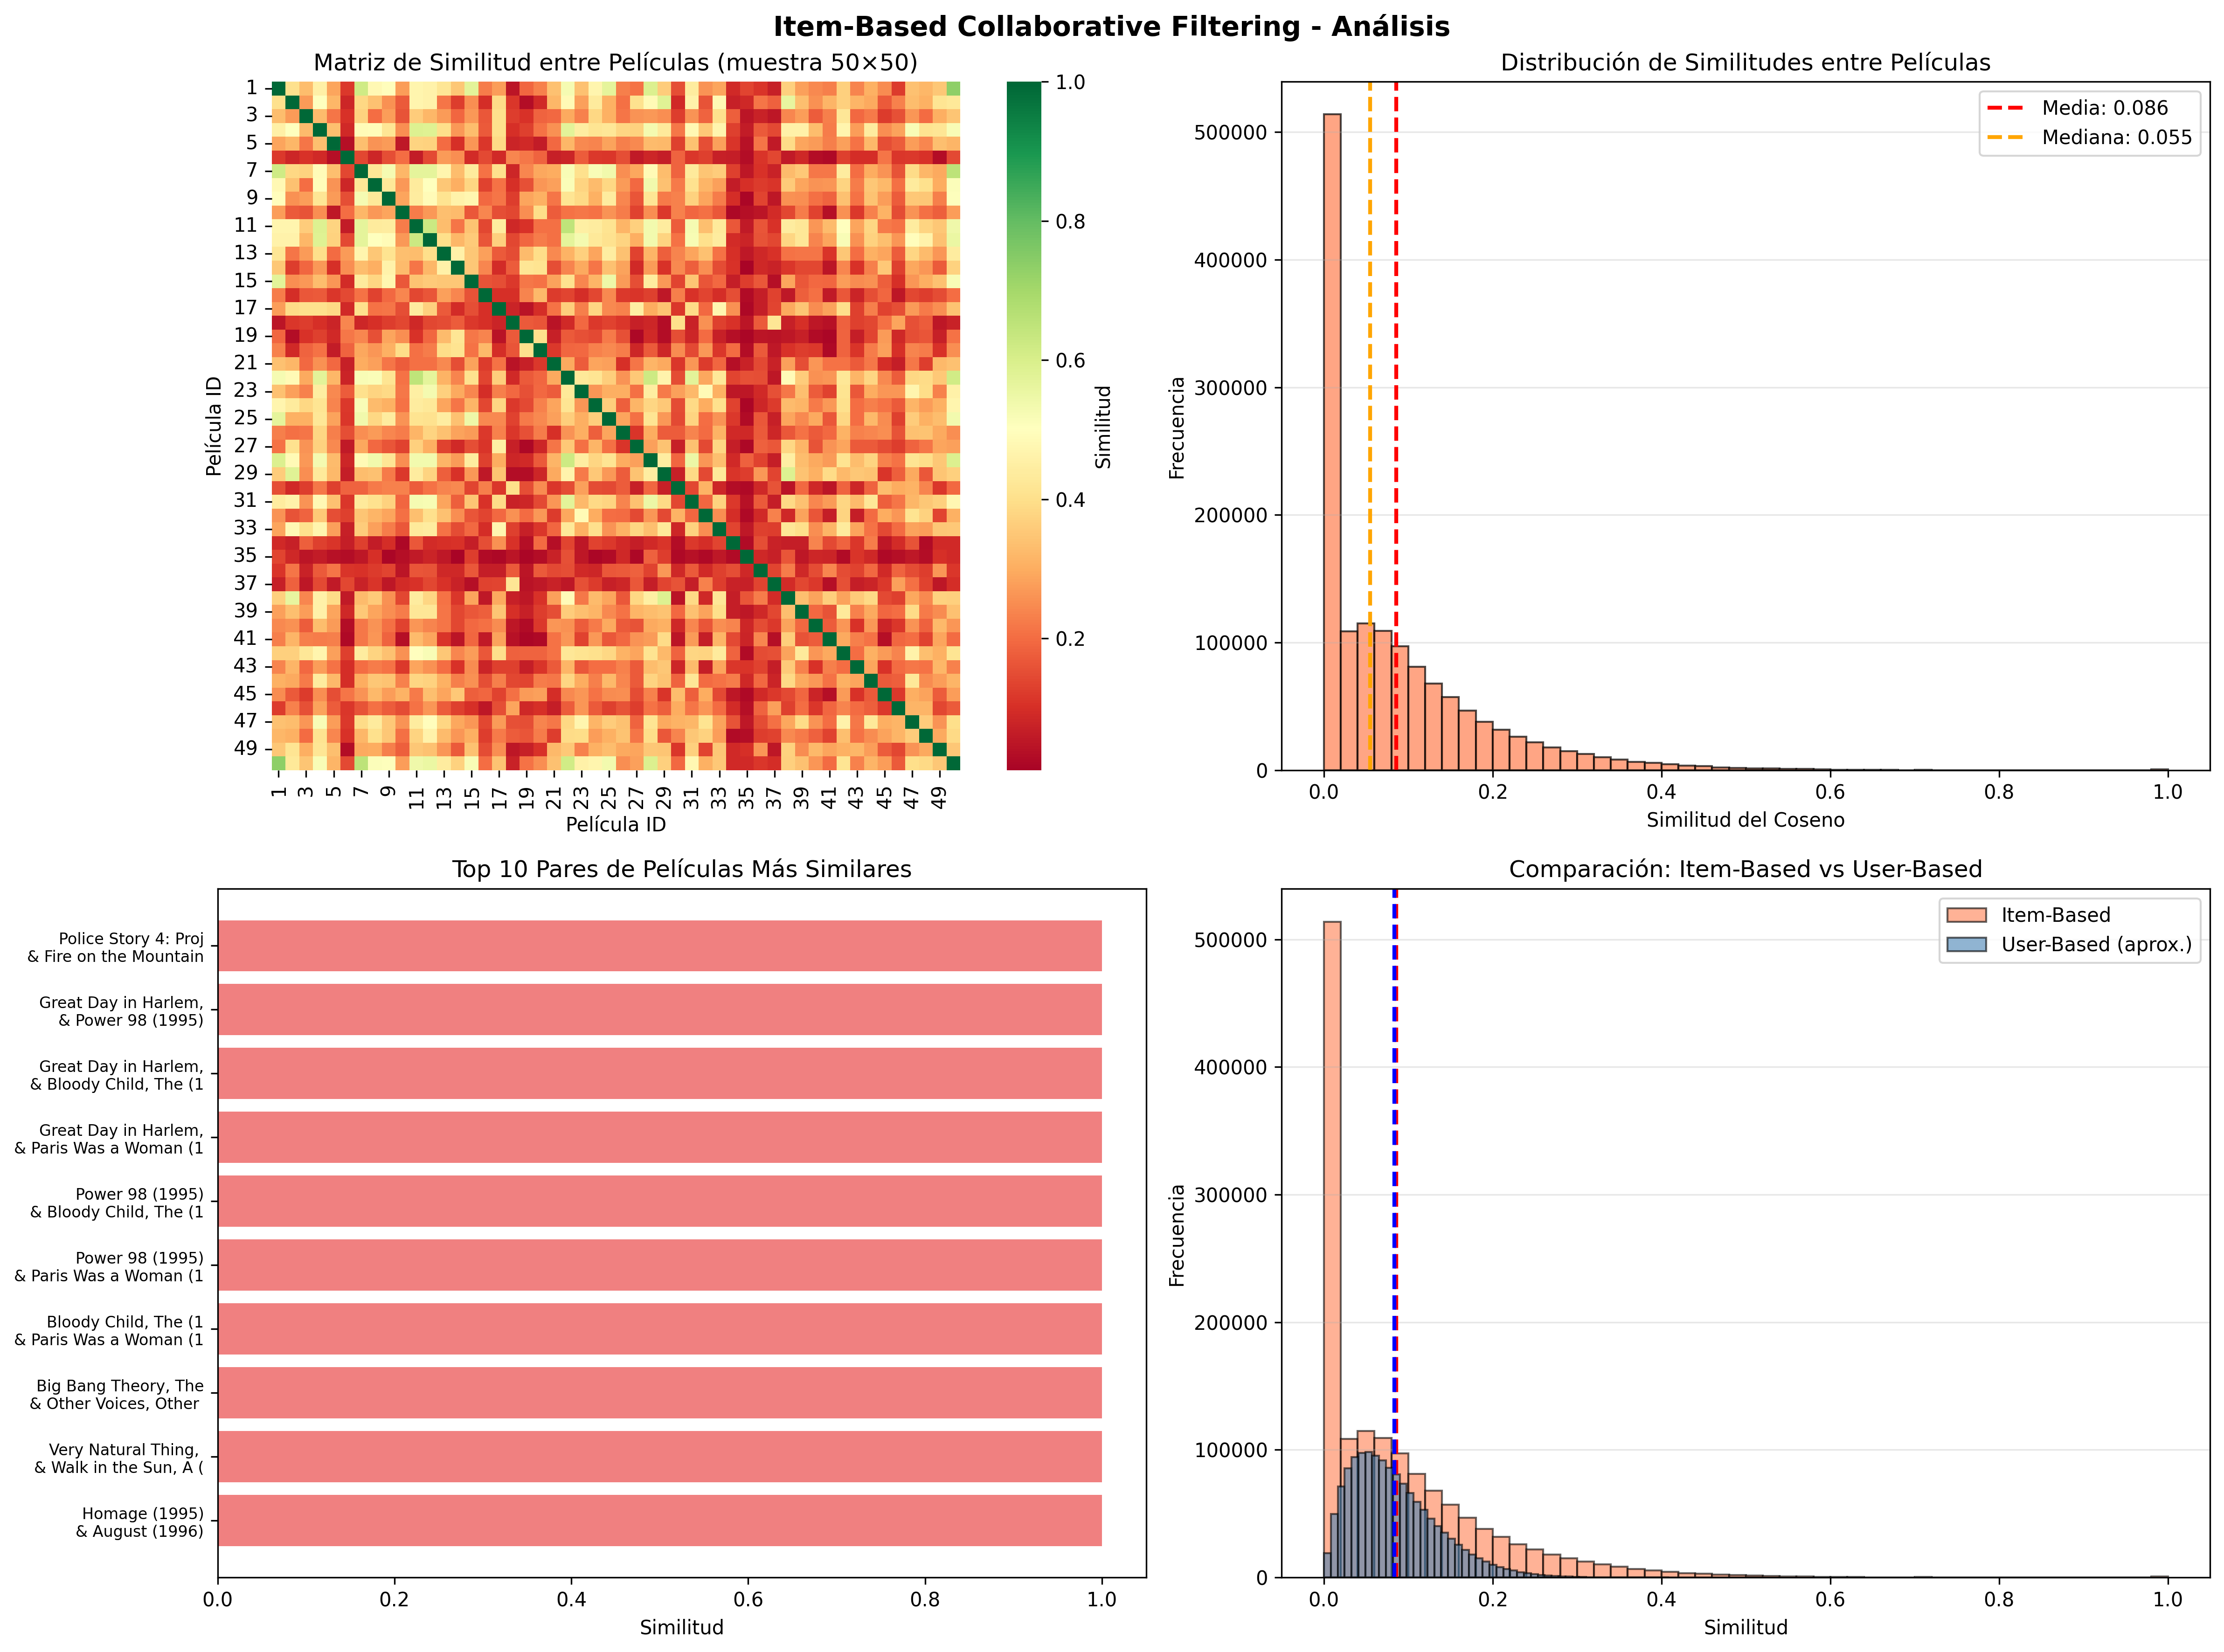 Item-Based Collaborative Filtering - Análisis
Matriz de Similitud entre Películas (muestra 50×50)
1
3
5
7
9
11
13
15
17
19
21
23
25
27
29
31
33
35
37
39
41
43
45
47
49
Película ID
1 3 5 7 9 11 13 15 17 19 21 23 25 27 29 31 33 35 37 39 41 43 45 47 49
Película ID
1.0
0.8
0.6
0.4
0.2
Similitud
Distribución de Similitudes entre Películas
Media: 0.086
Mediana: 0.055
500000
400000
300000
200000
100000
0
Frecuencia
0.0 0.2 0.4 0.6 0.8 1.0
Similitud del Coseno
Top 10 Pares de Películas Más Similares
Police Story 4: Proj
& Fire on the Mountain
Great Day in Harlem,
& Power 98 (1995)
Great Day in Harlem,
& Bloody Child, The (1
Great Day in Harlem,
& Paris Was a Woman (1
Power 98 (1995)
& Bloody Child, The (1
Power 98 (1995)
& Paris Was a Woman (1
Bloody Child, The (1
& Paris Was a Woman (1
Big Bang Theory, The
& Other Voices, Other
Very Natural Thing,
& Walk in the Sun, A (
Homage (1995)
& August (1996)
0.0 0.2 0.4 0.6 0.8 1.0
Similitud
Comparación: Item-Based vs User-Based
Item-Based
User-Based (aprox.)
500000
400000
300000
200000
100000
0
Frecuencia
0.0 0.2 0.4 0.6 0.8 1.0
Similitud